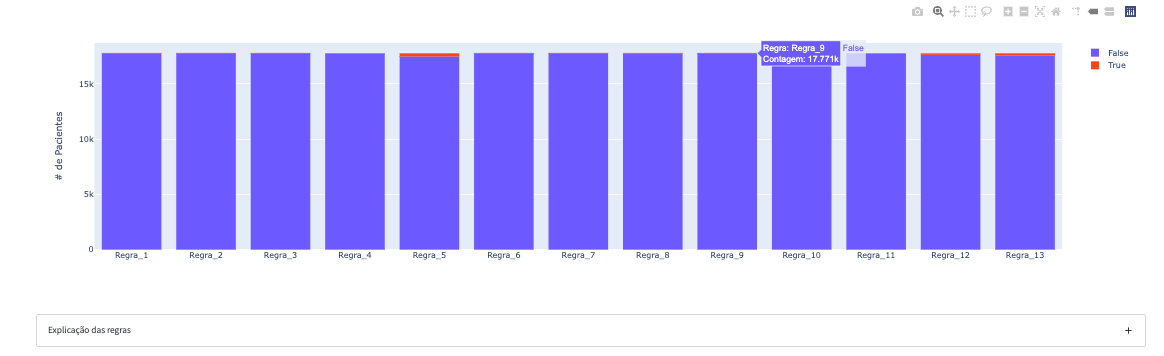 Regra: Regra_9
Contagem: 17.771k
False
False
True
# de Pacientes
15k
10k
5k
0
Regra_1
Regra_2
Regra_3
Regra_4
Regra_5
Regra_6
Regra_7
Regra_8
Regra_9
Regra_10
Regra_11
Regra_12
Regra_13
Explicação das regras
+